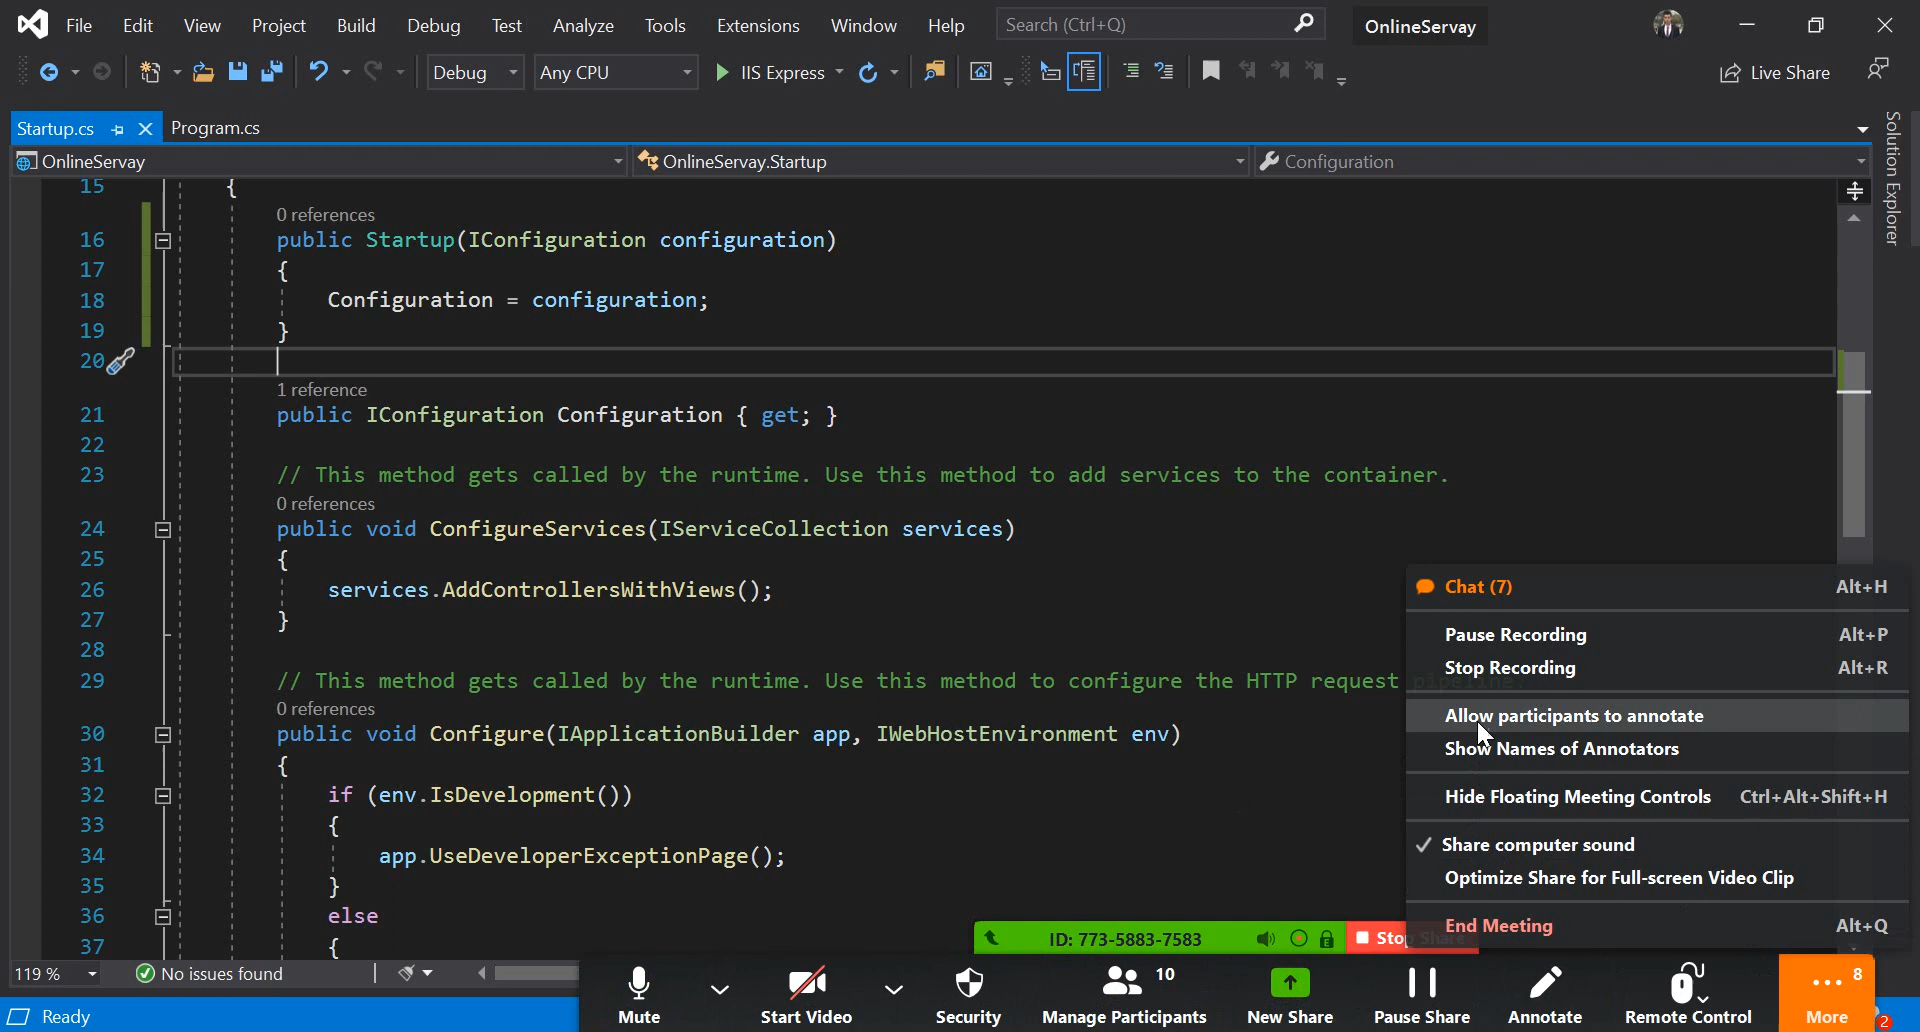 File Edit View Project Build Debug Test Analyze Tools Extensions Window Help Search (Ctrl+Q) OnlineServay
Debug Any CPU IIS Express Live Share
Startup.cs Program.cs
Solution Explorer
OnlineServay OnlineServay.Startup Configuration
15 {
0 references
16 public Startup(IConfiguration configuration)
17 {
18 Configuration = configuration;
19 }
20
1 reference
21 public IConfiguration Configuration { get; }
22
23 // This method gets called by the runtime. Use this method to add services to the container.
0 references
24 public void ConfigureServices(IServiceCollection services)
25 {
26 services.AddControllersWithViews();
27 }
28
29 // This method gets called by the runtime. Use this method to configure the HTTP request pipeline.
0 references
30 public void Configure(IApplicationBuilder app, IWebHostEnvironment env)
31 {
32 if (env.IsDevelopment())
33 {
34 app.UseDeveloperExceptionPage();
35 }
36 else
37 {
Chat (7) Alt+H
Pause Recording Alt+P
Stop Recording Alt+R
Allow participants to annotate
Show Names of Annotators
Hide Floating Meeting Controls Ctrl+Alt+Shift+H
Share computer sound
Optimize Share for Full-screen Video Clip
End Meeting Alt+Q
ID: 773-5883-7583 Stop Share
119 % No issues found
Ready
Mute Start Video Security Manage Participants 10 New Share Pause Share Annotate Remote Control More 8
2